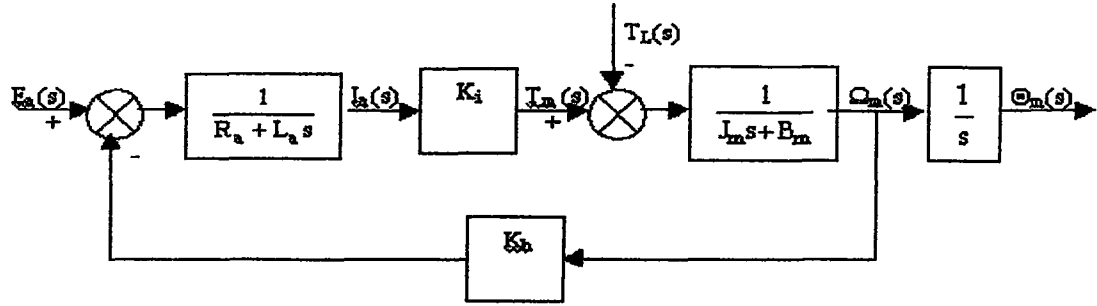 T_L(s)
-
E_a(s)
+
1
R_a + L_a s
I_a(s)
K_i
T_m(s)
+
1
J_m s + B_m
Ω_m(s)
1
s
Θ_m(s)
-
K_b